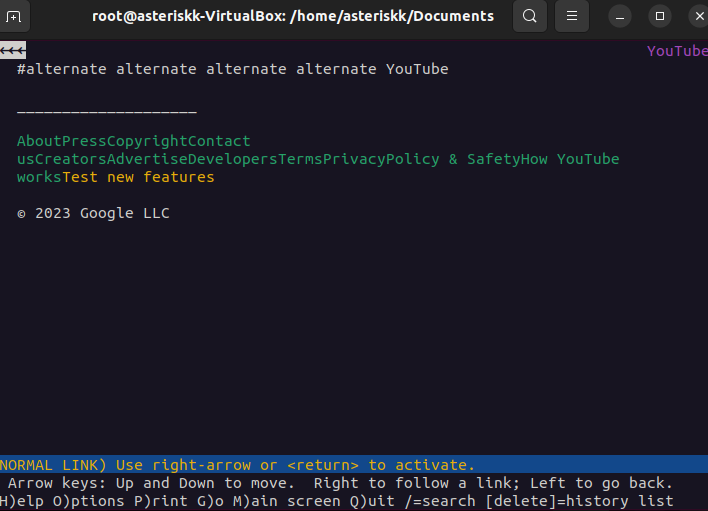 root@asteriskk-VirtualBox: /home/asteriskk/Documents
YouTube
#alternate alternate alternate alternate YouTube
____________________
AboutPressCopyrightContact
usCreatorsAdvertiseDevelopersTermsPrivacyPolicy & SafetyHow YouTube
worksTest new features
© 2023 Google LLC
NORMAL LINK) Use right-arrow or <return> to activate.
Arrow keys: Up and Down to move.  Right to follow a link; Left to go back.
H)elp O)ptions P)rint G)o M)ain screen Q)uit /=search [delete]=history list